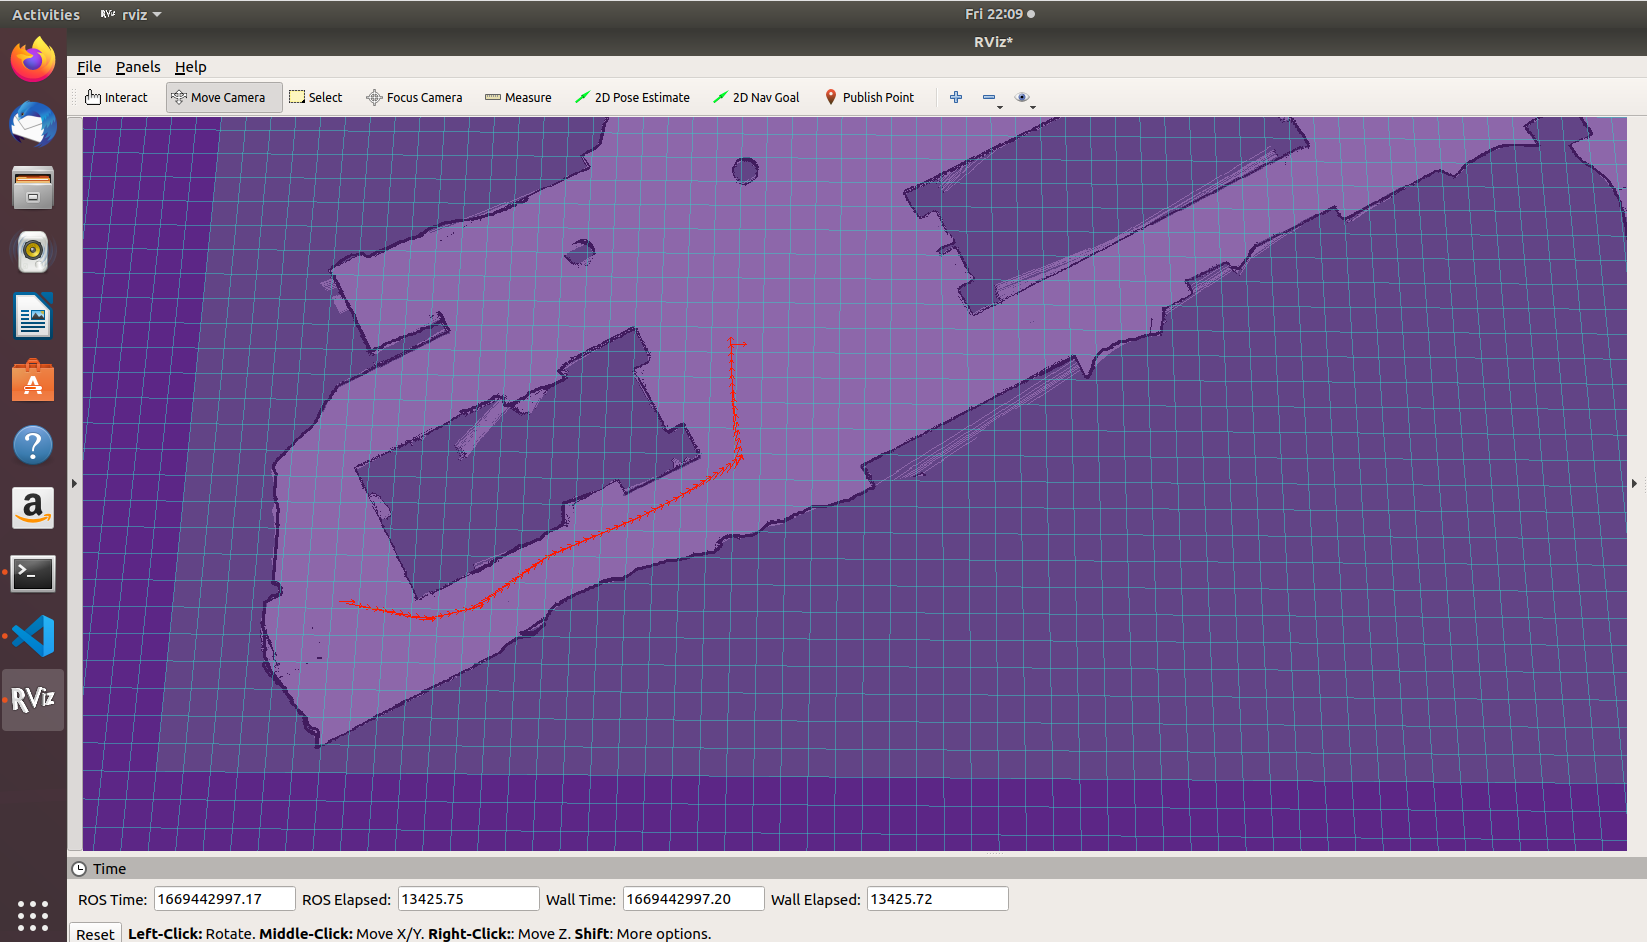 Activities RViz rviz Fri 22:09
RViz*
File Panels Help
Interact Move Camera Select Focus Camera Measure 2D Pose Estimate 2D Nav Goal Publish Point
Time
ROS Time: 1669442997.17 ROS Elapsed: 13425.75 Wall Time: 1669442997.20 Wall Elapsed: 13425.72
Reset Left-Click: Rotate. Middle-Click: Move X/Y. Right-Click:: Move Z. Shift: More options.
A
?
a
>_
RViz